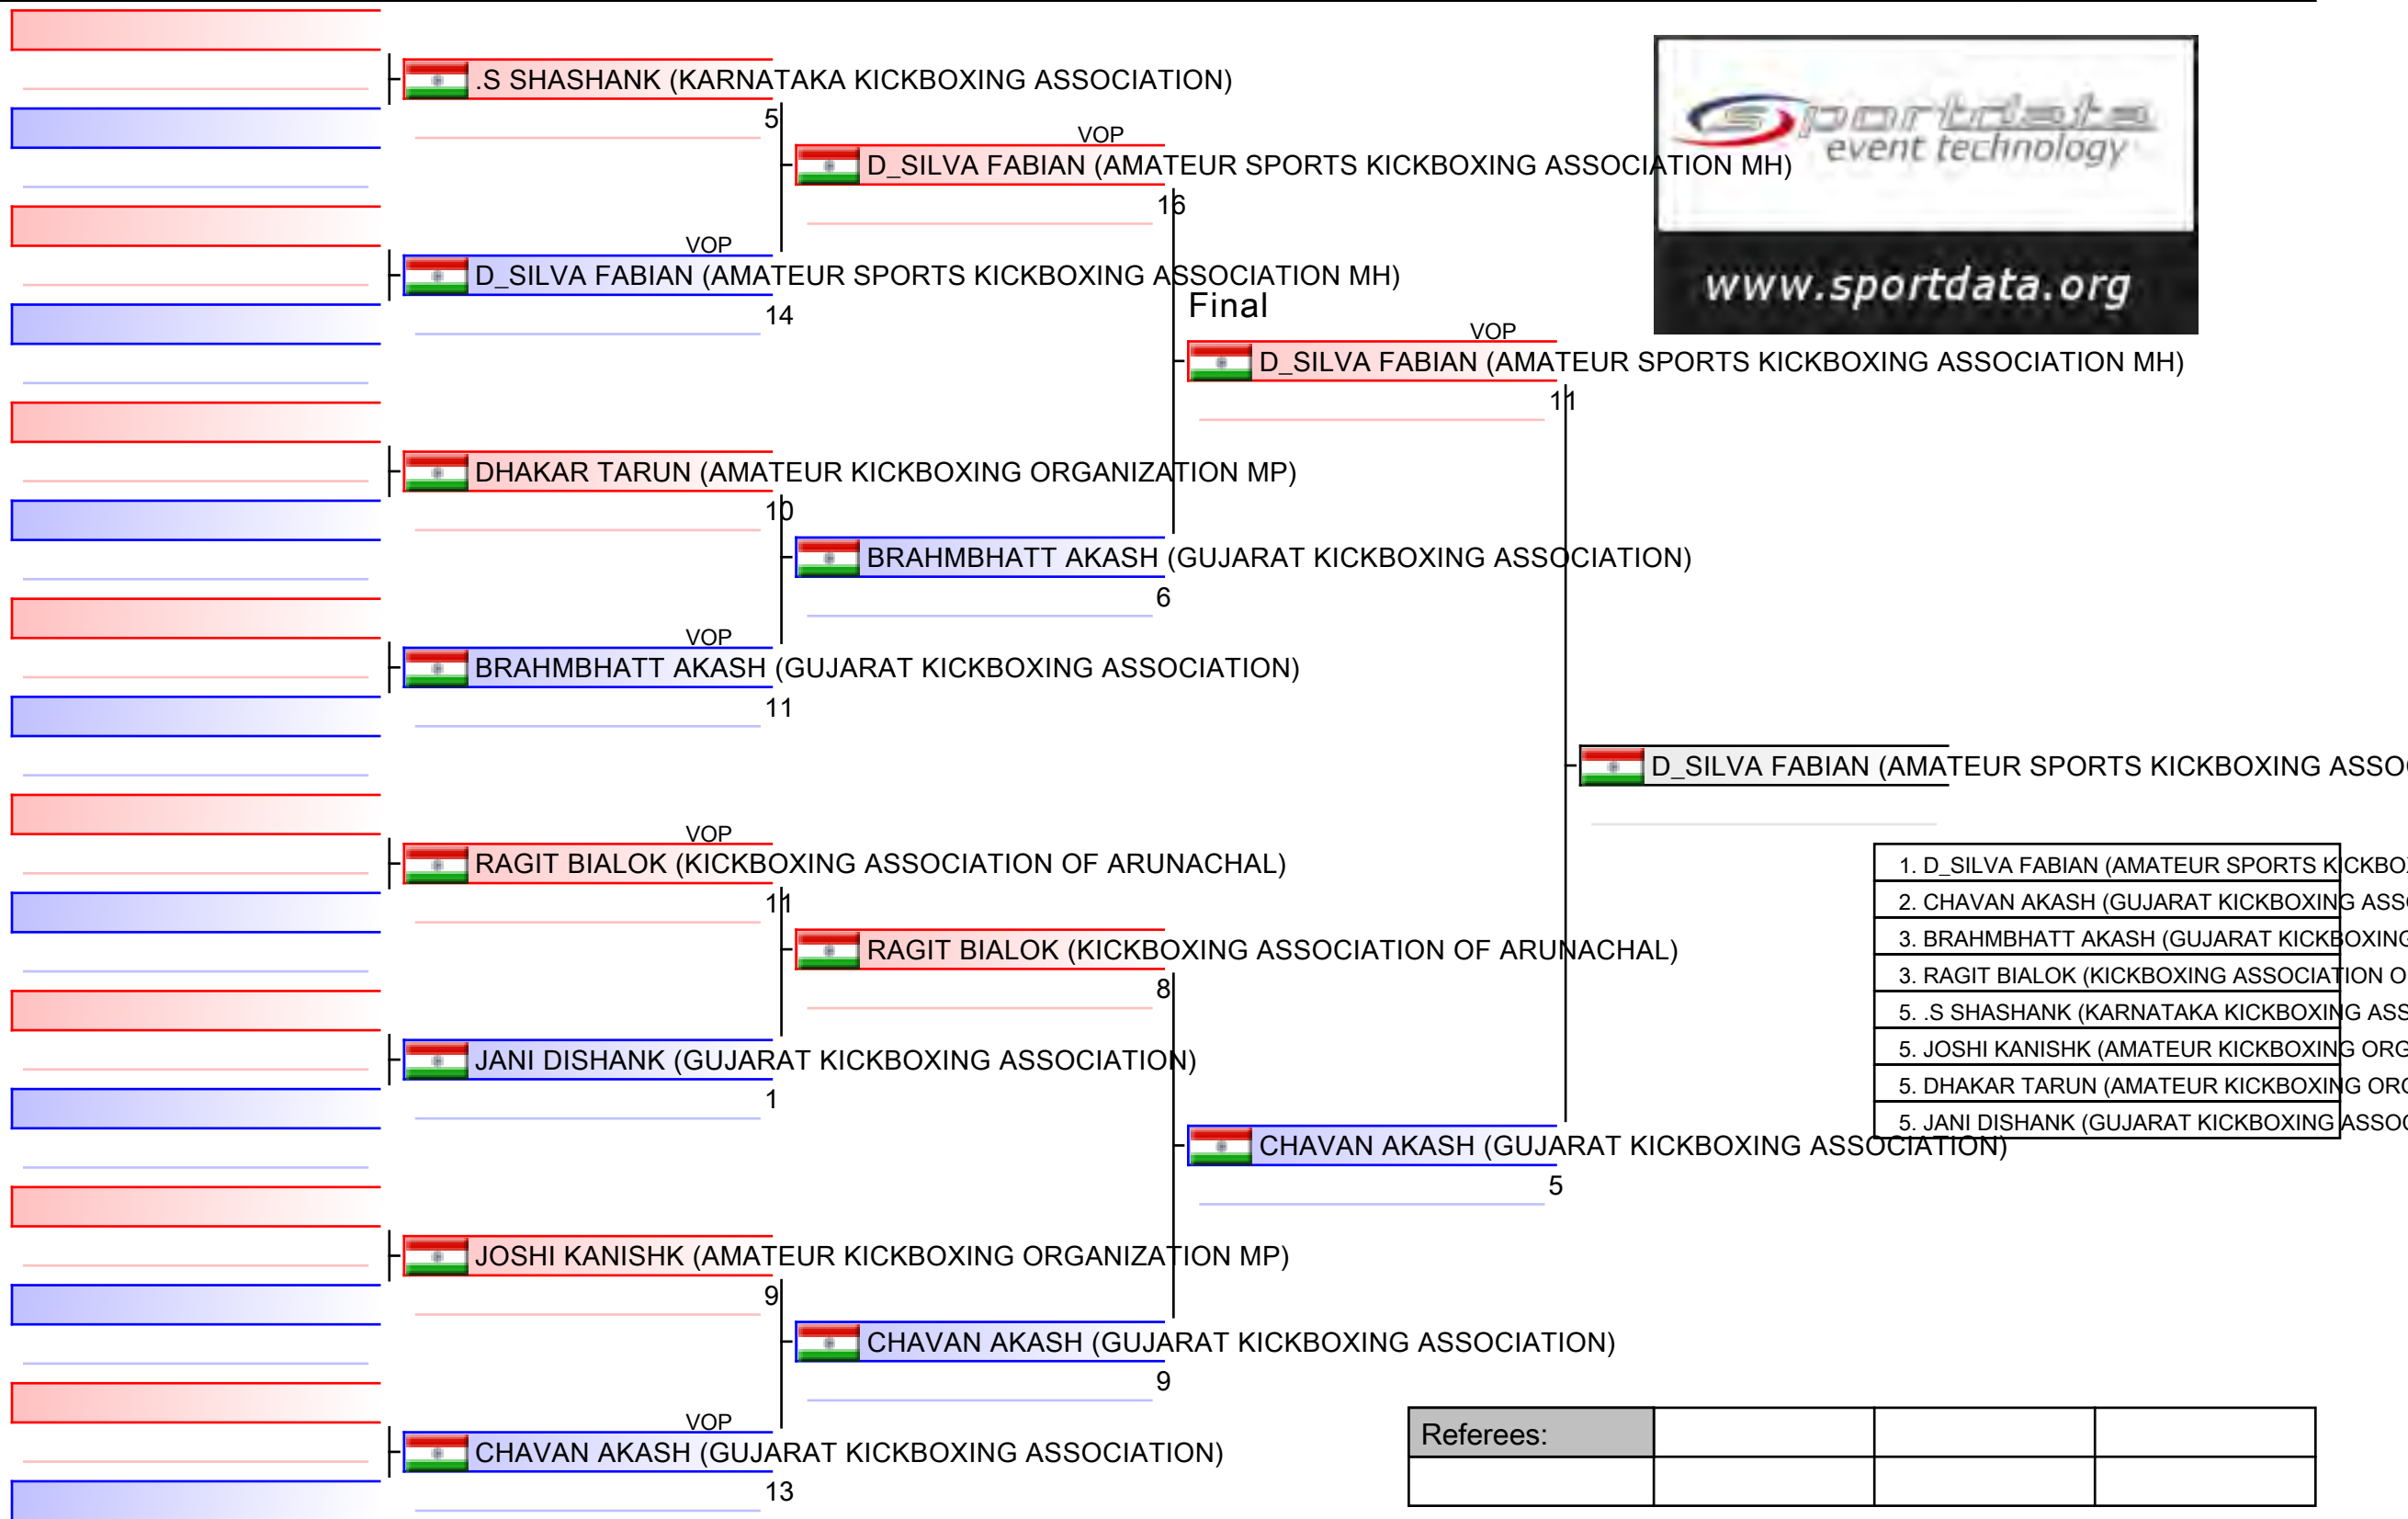 .S SHASHANK (KARNATAKA KICKBOXING ASSOCIATION)
5
VOP
D_SILVA FABIAN (AMATEUR SPORTS KICKBOXING ASSOCIATION MH)
16
VOP
D_SILVA FABIAN (AMATEUR SPORTS KICKBOXING ASSOCIATION MH)
14
sportdata
event technology
www.sportdata.org
Final
VOP
D_SILVA FABIAN (AMATEUR SPORTS KICKBOXING ASSOCIATION MH)
11
DHAKAR TARUN (AMATEUR KICKBOXING ORGANIZATION MP)
10
BRAHMBHATT AKASH (GUJARAT KICKBOXING ASSOCIATION)
6
VOP
BRAHMBHATT AKASH (GUJARAT KICKBOXING ASSOCIATION)
11
D_SILVA FABIAN (AMATEUR SPORTS KICKBOXING ASSO
VOP
RAGIT BIALOK (KICKBOXING ASSOCIATION OF ARUNACHAL)
11
RAGIT BIALOK (KICKBOXING ASSOCIATION OF ARUNACHAL)
8
JANI DISHANK (GUJARAT KICKBOXING ASSOCIATION)
1
1. D_SILVA FABIAN (AMATEUR SPORTS KICKBO
2. CHAVAN AKASH (GUJARAT KICKBOXING ASS
3. BRAHMBHATT AKASH (GUJARAT KICKBOXING
3. RAGIT BIALOK (KICKBOXING ASSOCIATION O
5. .S SHASHANK (KARNATAKA KICKBOXING ASS
5. JOSHI KANISHK (AMATEUR KICKBOXING ORG
5. DHAKAR TARUN (AMATEUR KICKBOXING ORG
5. JANI DISHANK (GUJARAT KICKBOXING ASSO
CHAVAN AKASH (GUJARAT KICKBOXING ASSOCIATION)
5
JOSHI KANISHK (AMATEUR KICKBOXING ORGANIZATION MP)
9
CHAVAN AKASH (GUJARAT KICKBOXING ASSOCIATION)
9
VOP
CHAVAN AKASH (GUJARAT KICKBOXING ASSOCIATION)
13
Referees: